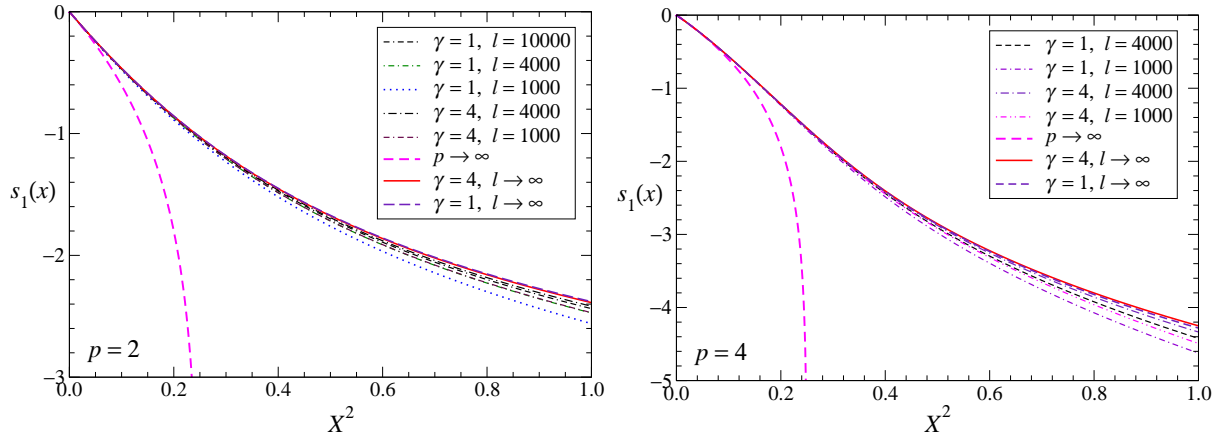 0
-1
-2
-3
s₁(x)
γ = 1, l = 10000
γ = 1, l = 4000
γ = 1, l = 1000
γ = 4, l = 4000
γ = 4, l = 1000
p → ∞
γ = 4, l → ∞
γ = 1, l → ∞
p = 2
0.0 0.2 0.4 0.6 0.8 1.0
X²
0
-1
-2
-3
-4
-5
s₁(x)
γ = 1, l = 4000
γ = 1, l = 1000
γ = 4, l = 4000
γ = 4, l = 1000
p → ∞
γ = 4, l → ∞
γ = 1, l → ∞
p = 4
0.0 0.2 0.4 0.6 0.8 1.0
X²